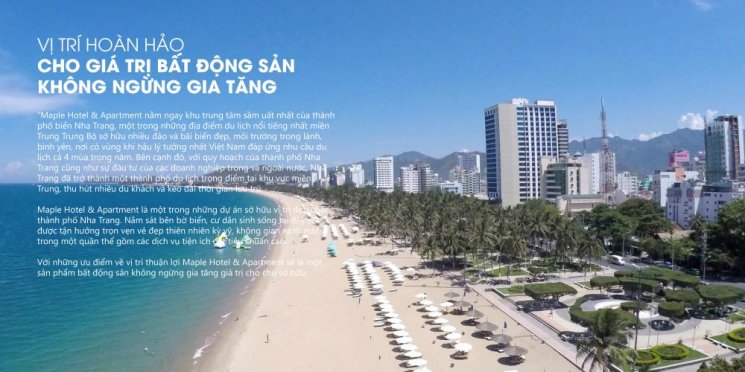 VỊ TRÍ HOÀN HẢO
CHO GIÁ TRỊ BẤT ĐỘNG SẢN
KHÔNG NGỪNG GIA TĂNG
"Maple Hotel & Apartment nằm ngay khu trung tâm sầm uất nhất của thành
phố biển Nha Trang, một trong những địa điểm du lịch nổi tiếng nhất miền
Trung Trung Bộ sở hữu nhiều đảo và bãi biển đẹp, môi trường trong lành,
bình yên, nơi có vùng khí hậu lý tưởng nhất Việt Nam đáp ứng nhu cầu du
lịch cả 4 mùa trong năm. Bên cạnh đó, với quy hoạch của thành phố Nha
Trang cũng như sự đầu tư của các doanh nghiệp trong và ngoài nước, Nha
Trang đã trở thành một thành phố du lịch trọng điểm tại khu vực miền
Trung, thu hút nhiều du khách và kéo dài thời gian lưu trú.
Maple Hotel & Apartment là một trong những dự án sở hữu vị trí
thành phố Nha Trang. Nằm sát bên bờ biển, cư dân sinh sống tại đây
được tận hưởng trọn vẹn vẻ đẹp thiên nhiên kỳ vỹ, không gian xanh mát
trong một quần thể gồm các dịch vụ tiện ích tiêu chuẩn cao
Với những ưu điểm về vị trí thuận lợi Maple Hotel & Apartment sẽ là một
sản phẩm bất động sản không ngừng gia tăng giá trị cho chủ sở hữu.